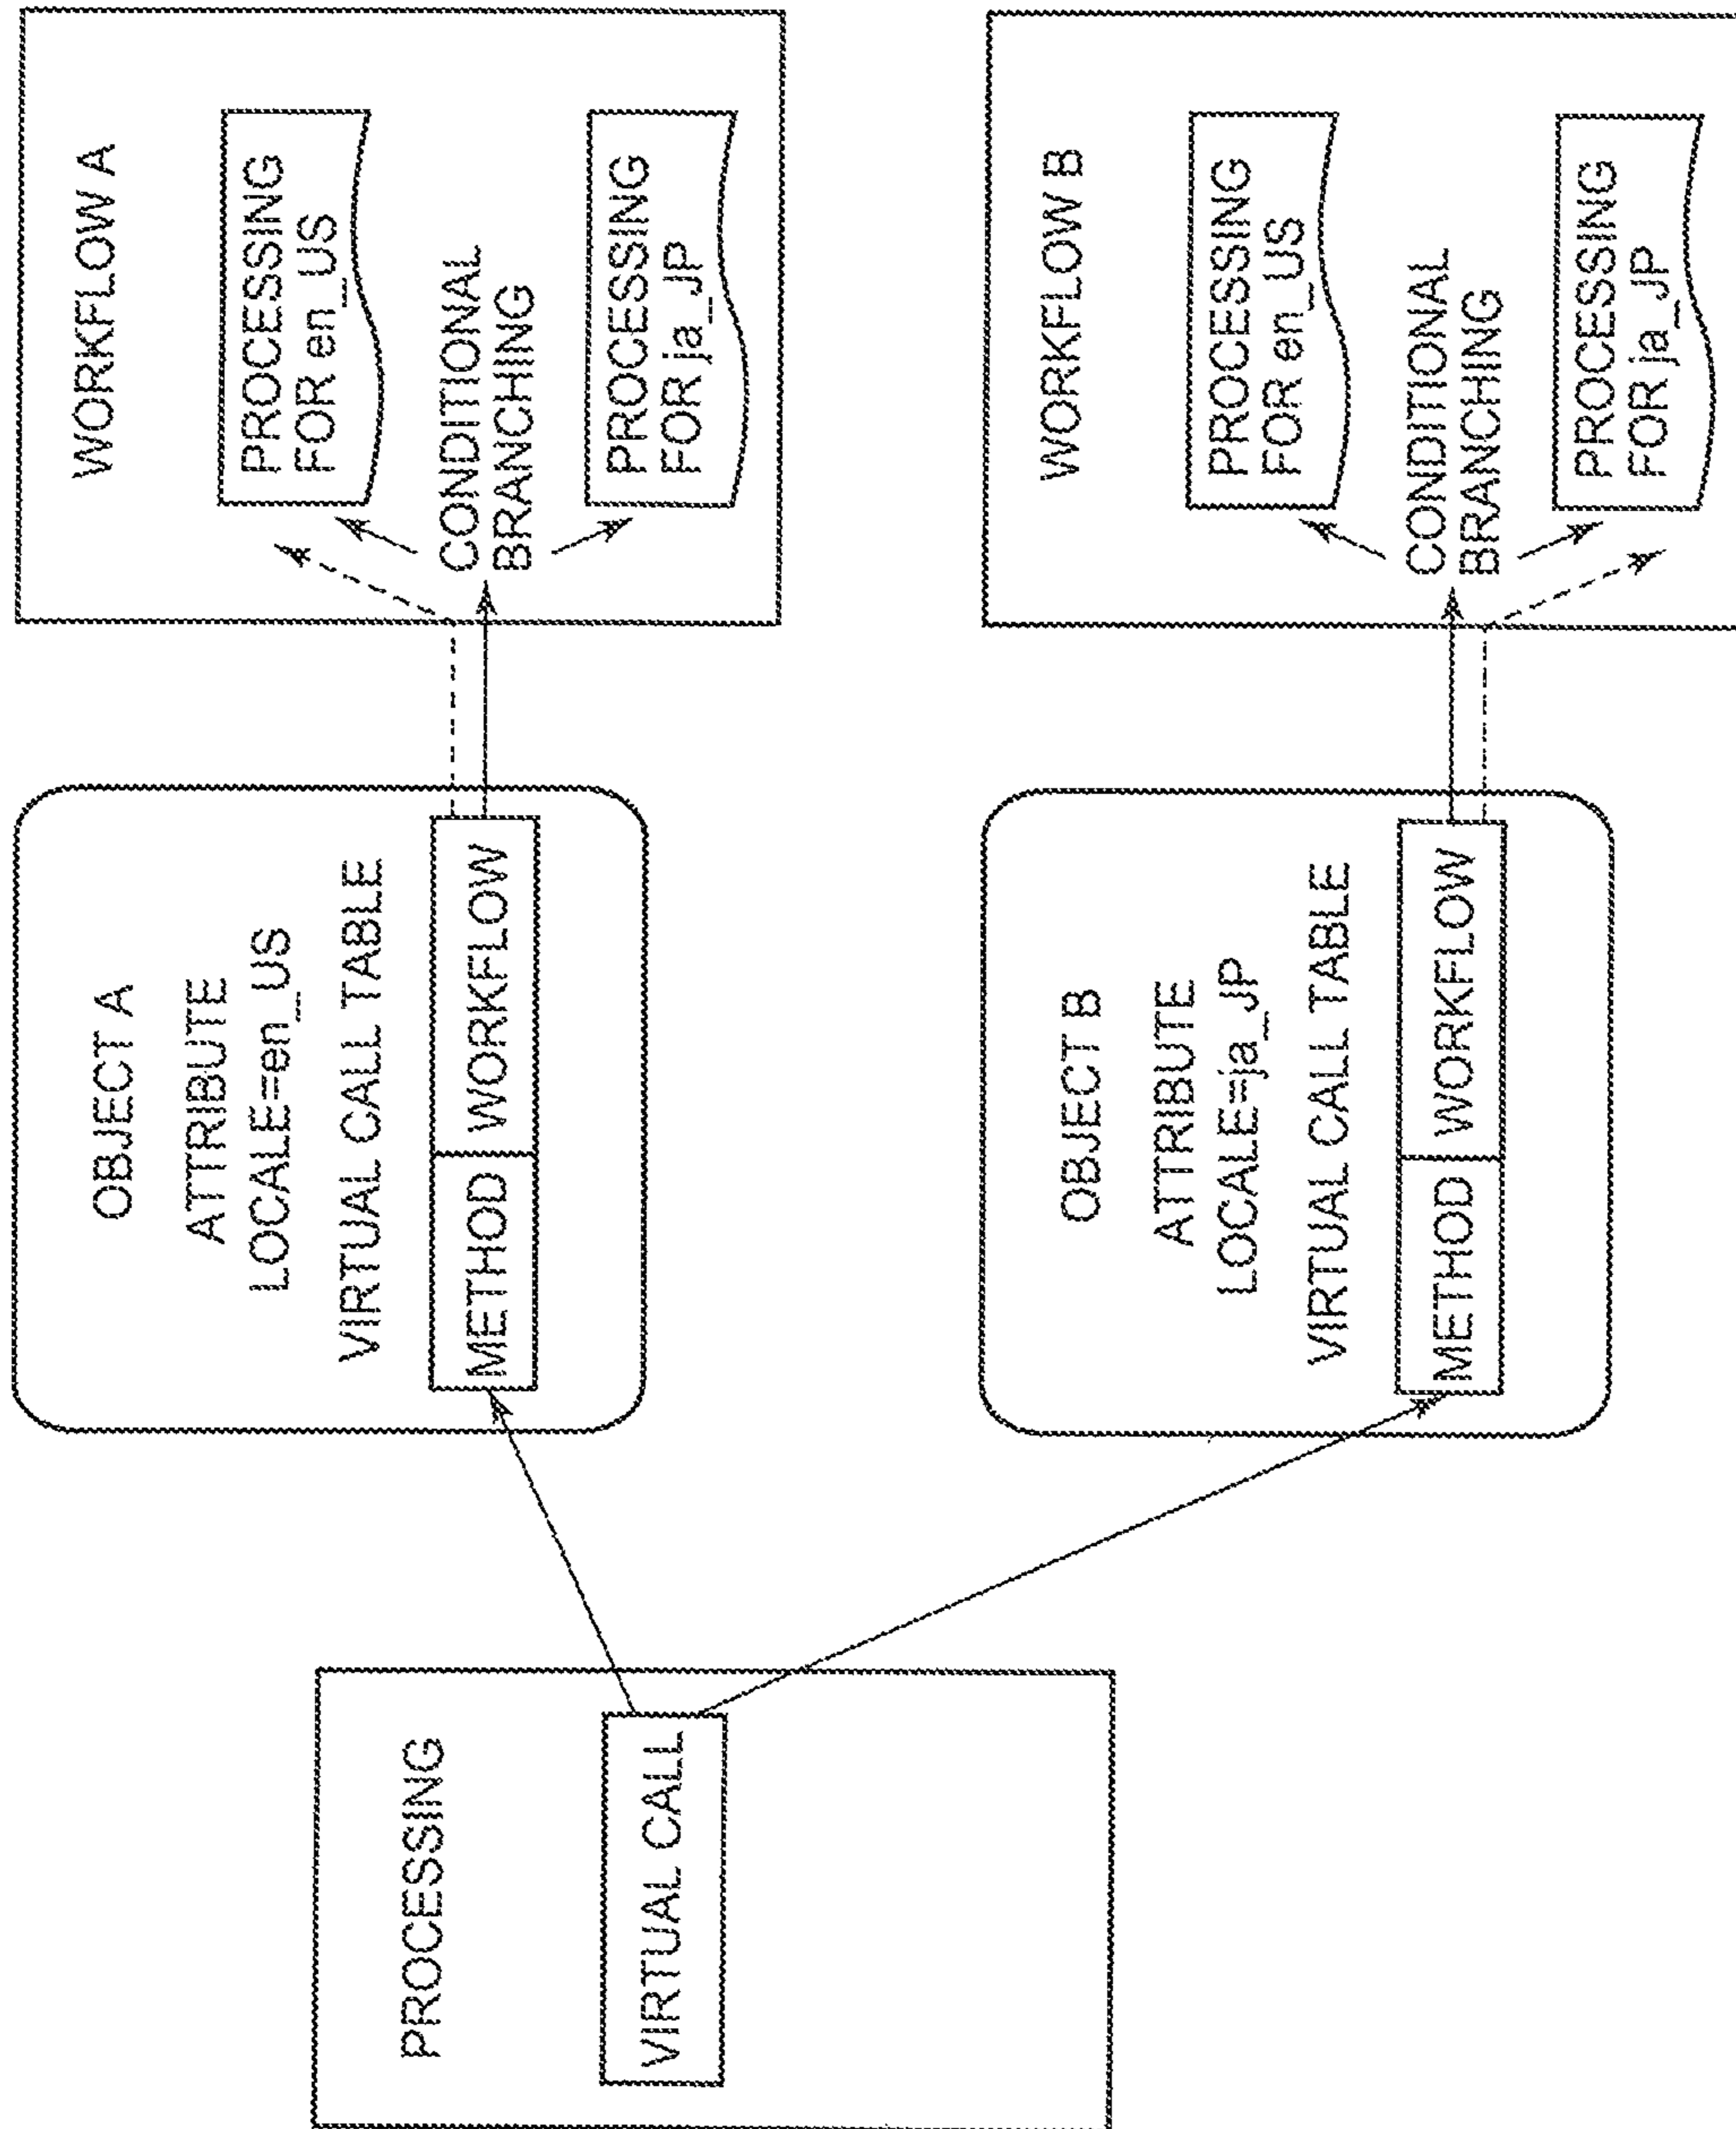 PROCESSING
VIRTUAL CALL
OBJECT A
ATTRIBUTE
LOCALE=en_US
VIRTUAL CALL TABLE
METHOD WORKFLOW
WORKFLOW A
PROCESSING
FOR en_US
CONDITIONAL
BRANCHING
PROCESSING
FOR ja_JP
OBJECT B
ATTRIBUTE
LOCALE=ja_JP
VIRTUAL CALL TABLE
METHOD WORKFLOW
WORKFLOW B
PROCESSING
FOR en_US
CONDITIONAL
BRANCHING
PROCESSING
FOR ja_JP